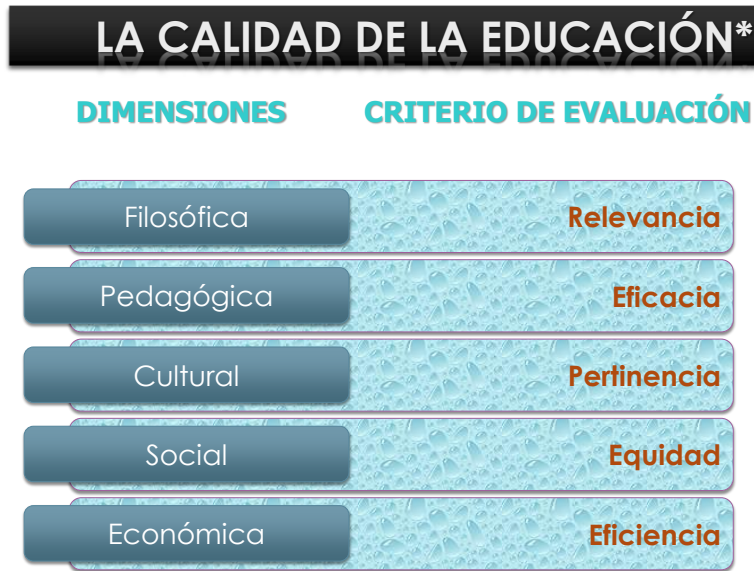 LA CALIDAD DE LA EDUCACIÓN*
DIMENSIONES CRITERIO DE EVALUACIÓN
Filosófica Relevancia
Pedagógica Eficacia
Cultural Pertinencia
Social Equidad
Económica Eficiencia